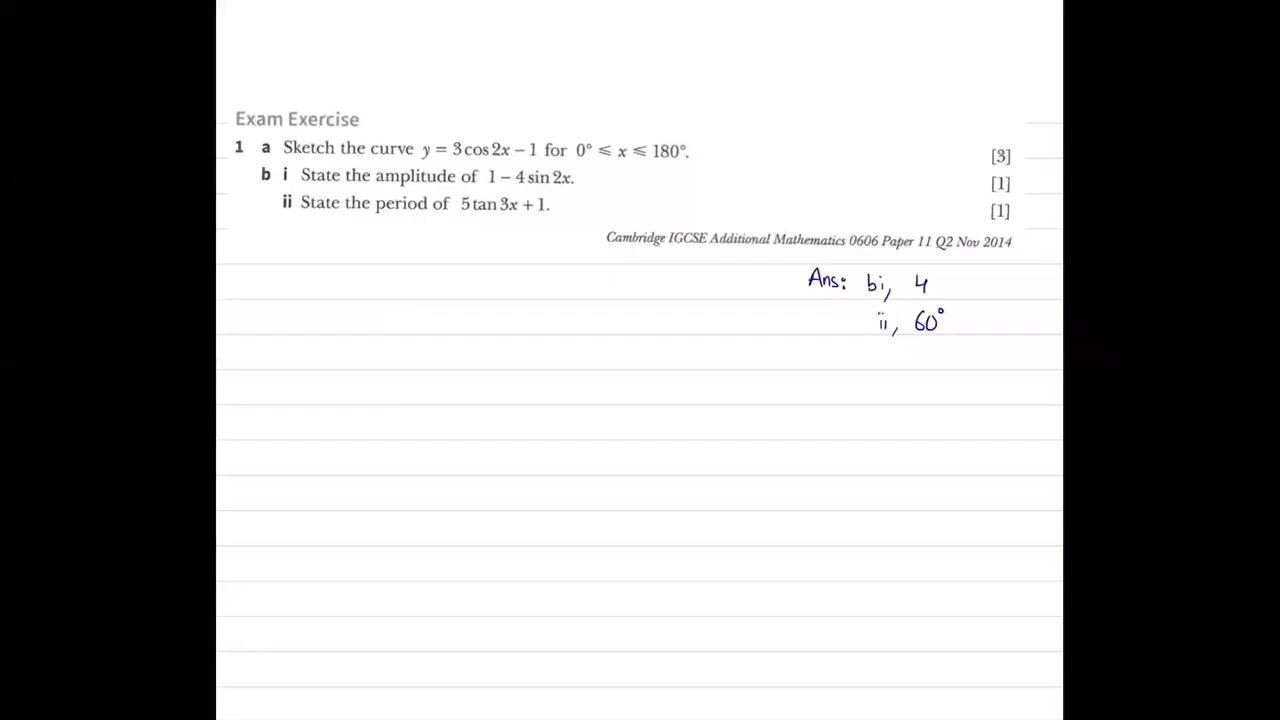 Exam Exercise
1 a Sketch the curve y = 3 cos 2x − 1 for 0° ⩽ x ⩽ 180°. [3]
b i State the amplitude of 1 − 4 sin 2x. [1]
ii State the period of 5 tan 3x + 1. [1]
Cambridge IGCSE Additional Mathematics 0606 Paper 11 Q2 Nov 2014
Ans: bi, 4
ii, 60°